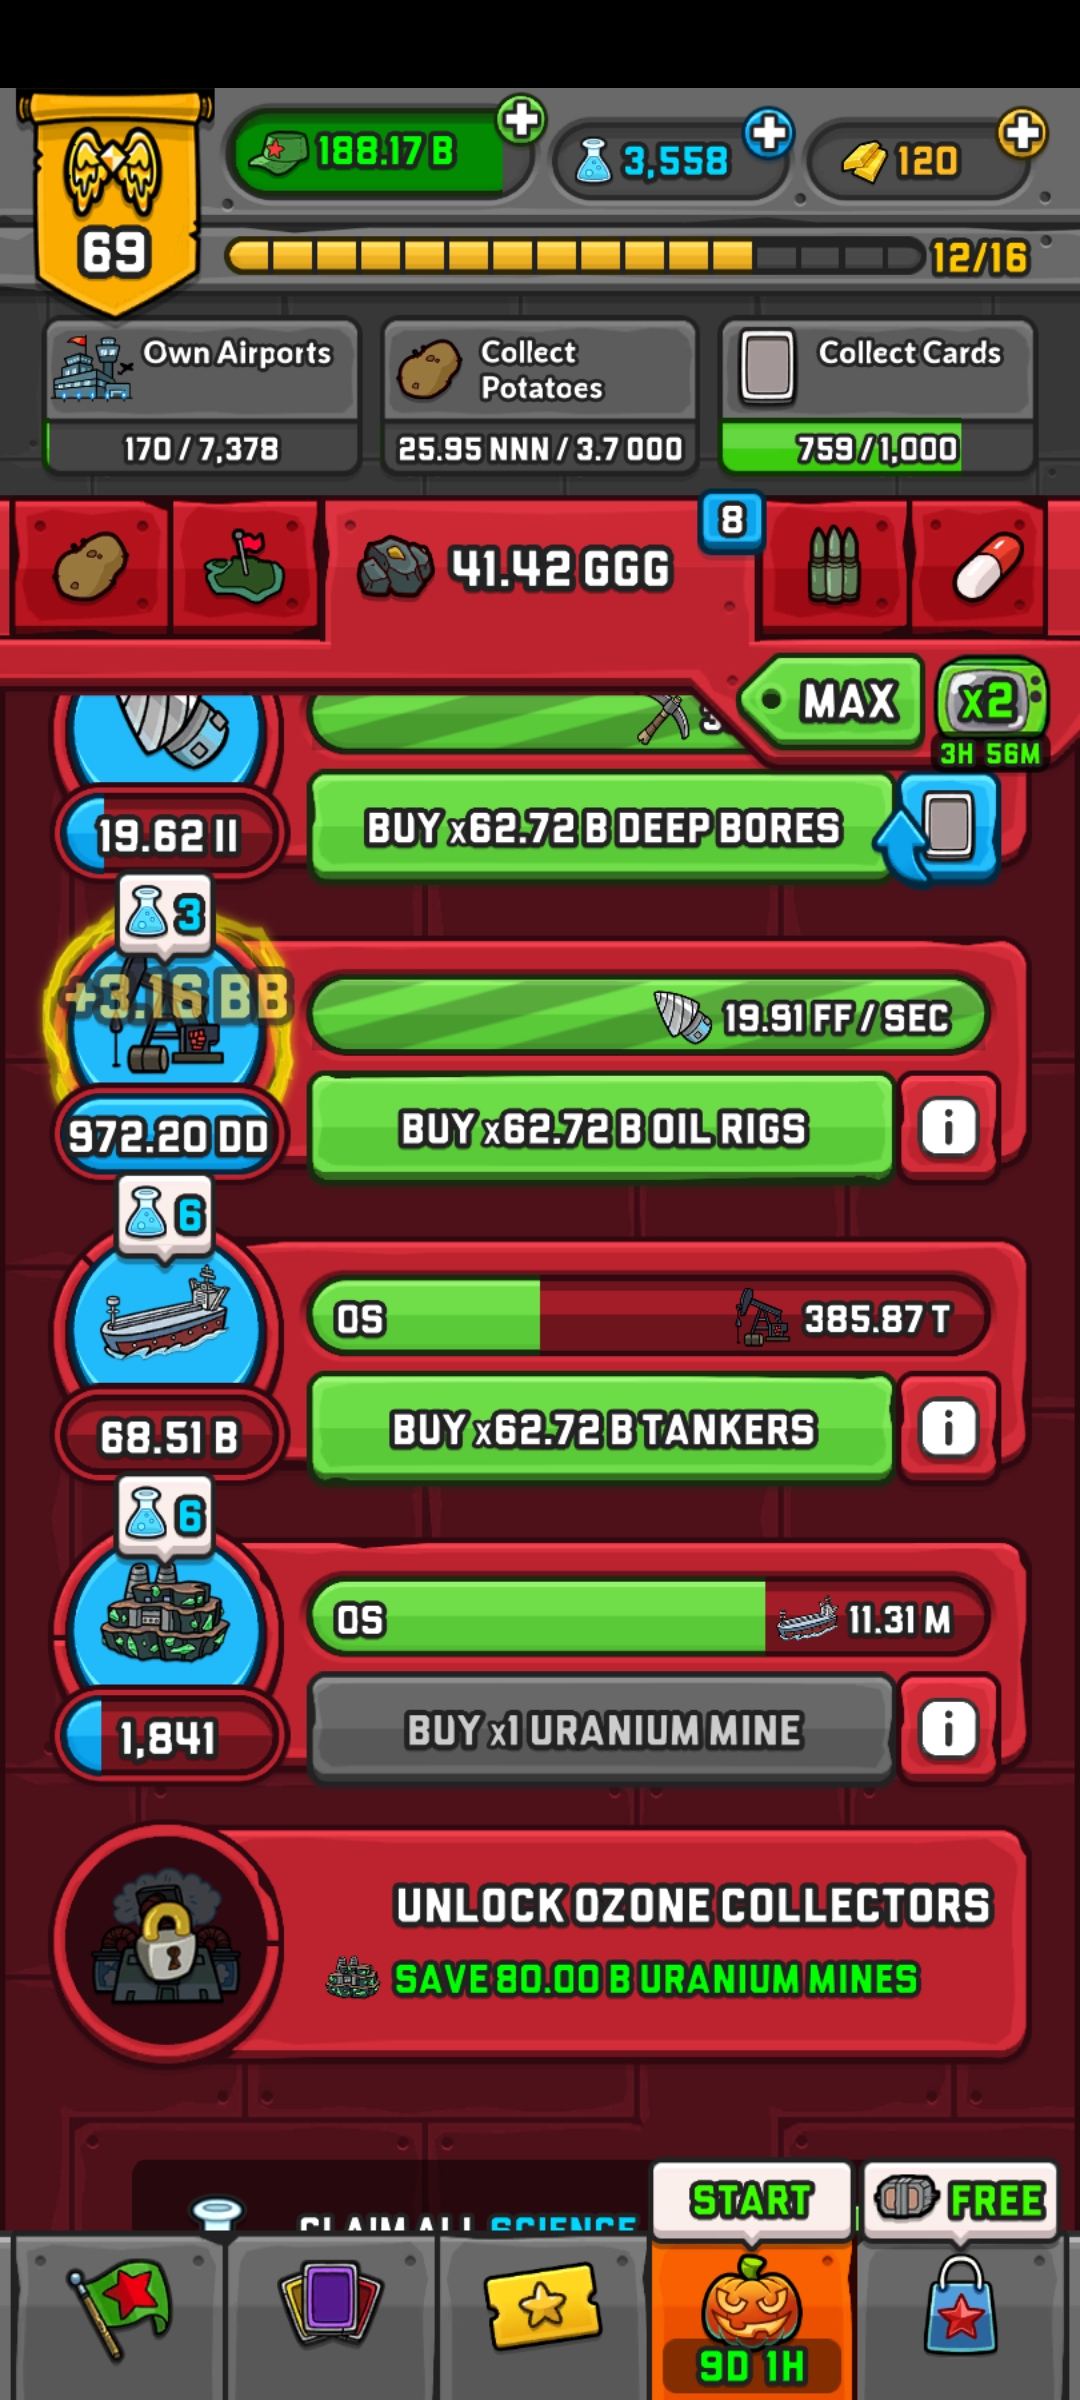 188.17 B
3,558
120
69
12/16
Own Airports
170 / 7,378
Collect
Potatoes
25.95 NNN / 3.7 OOO
Collect Cards
759 / 1,000
41.42 GGG
8
MAX
x2
3H 56M
19.62 II
BUY x62.72 B DEEP BORES
3
+3.16 BB
19.91 FF / SEC
972.20 DD
BUY x62.72 B OIL RIGS
i
6
0S
385.87 T
68.51 B
BUY x62.72 B TANKERS
i
6
0S
11.31 M
1,841
BUY x1 URANIUM MINE
i
UNLOCK OZONE COLLECTORS
SAVE 80.00 B URANIUM MINES
CLAIM ALL SCIENCE
START
FREE
9D 1H